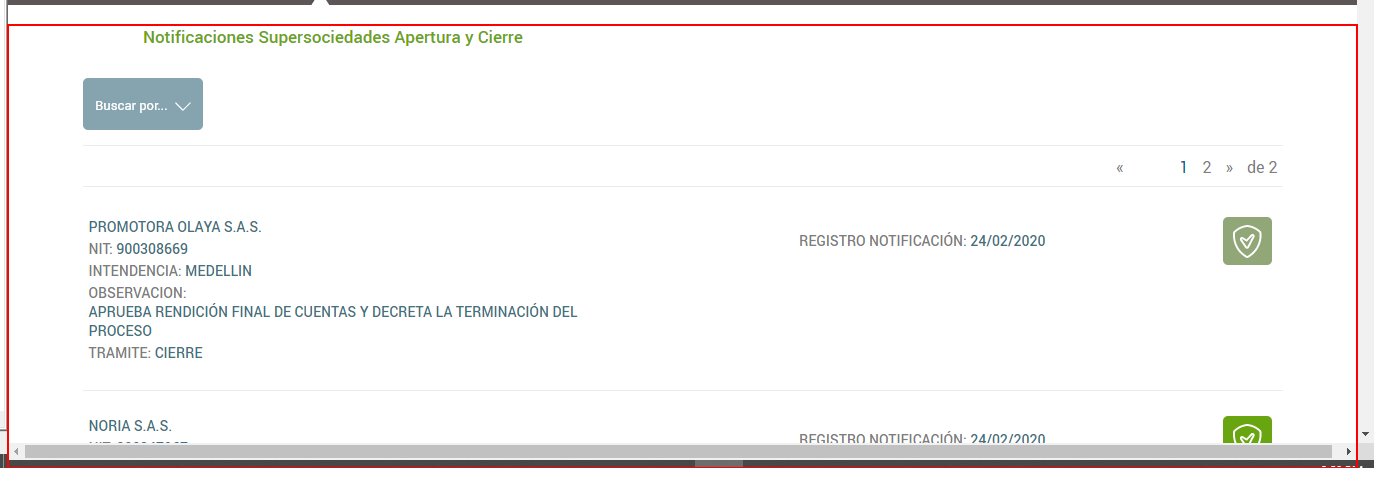 Notificaciones Supersociedades Apertura y Cierre
Buscar por...
« 1 2 » de 2
PROMOTORA OLAYA S.A.S.
NIT: 900308669
REGISTRO NOTIFICACIÓN: 24/02/2020
INTENDENCIA: MEDELLIN
OBSERVACION:
APRUEBA RENDICIÓN FINAL DE CUENTAS Y DECRETA LA TERMINACIÓN DEL
PROCESO
TRAMITE: CIERRE
NORIA S.A.S.
REGISTRO NOTIFICACIÓN: 24/02/2020